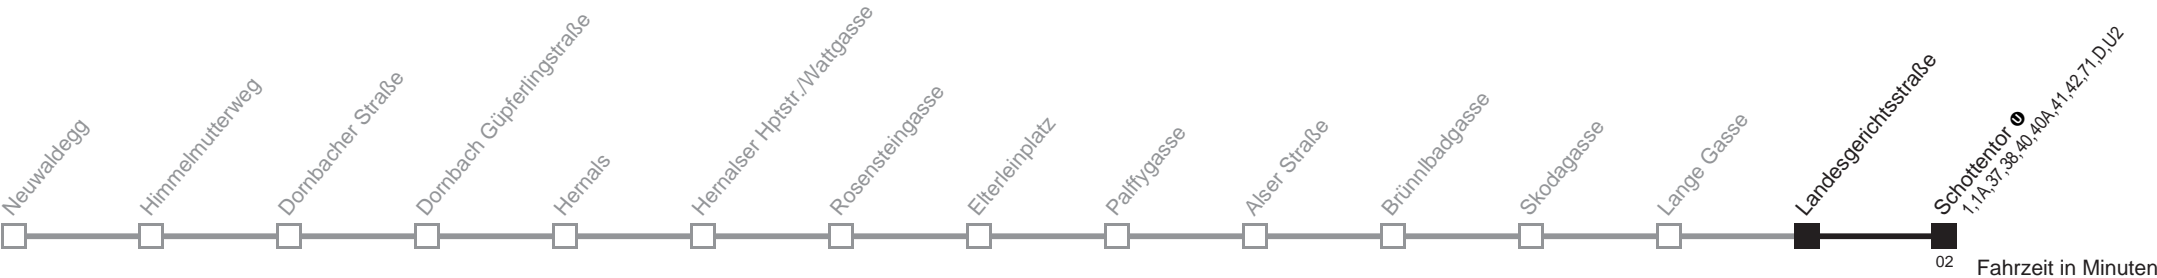 Neuwaldegg
Himmelmutterweg
Dornbacher Straße
Dornbach Güpferlingstraße
Hernals
Hernalser Hptstr./Wattgasse
Rosensteingasse
Elterleinplatz
Palffygasse
Alser Straße
Brünnlbadgasse
Skodagasse
Lange Gasse
Landesgerichtsstraße
Schottentor U
1,1A,37,38,40,40A,41,42,71,D,U2
02
Fahrzeit in Minuten